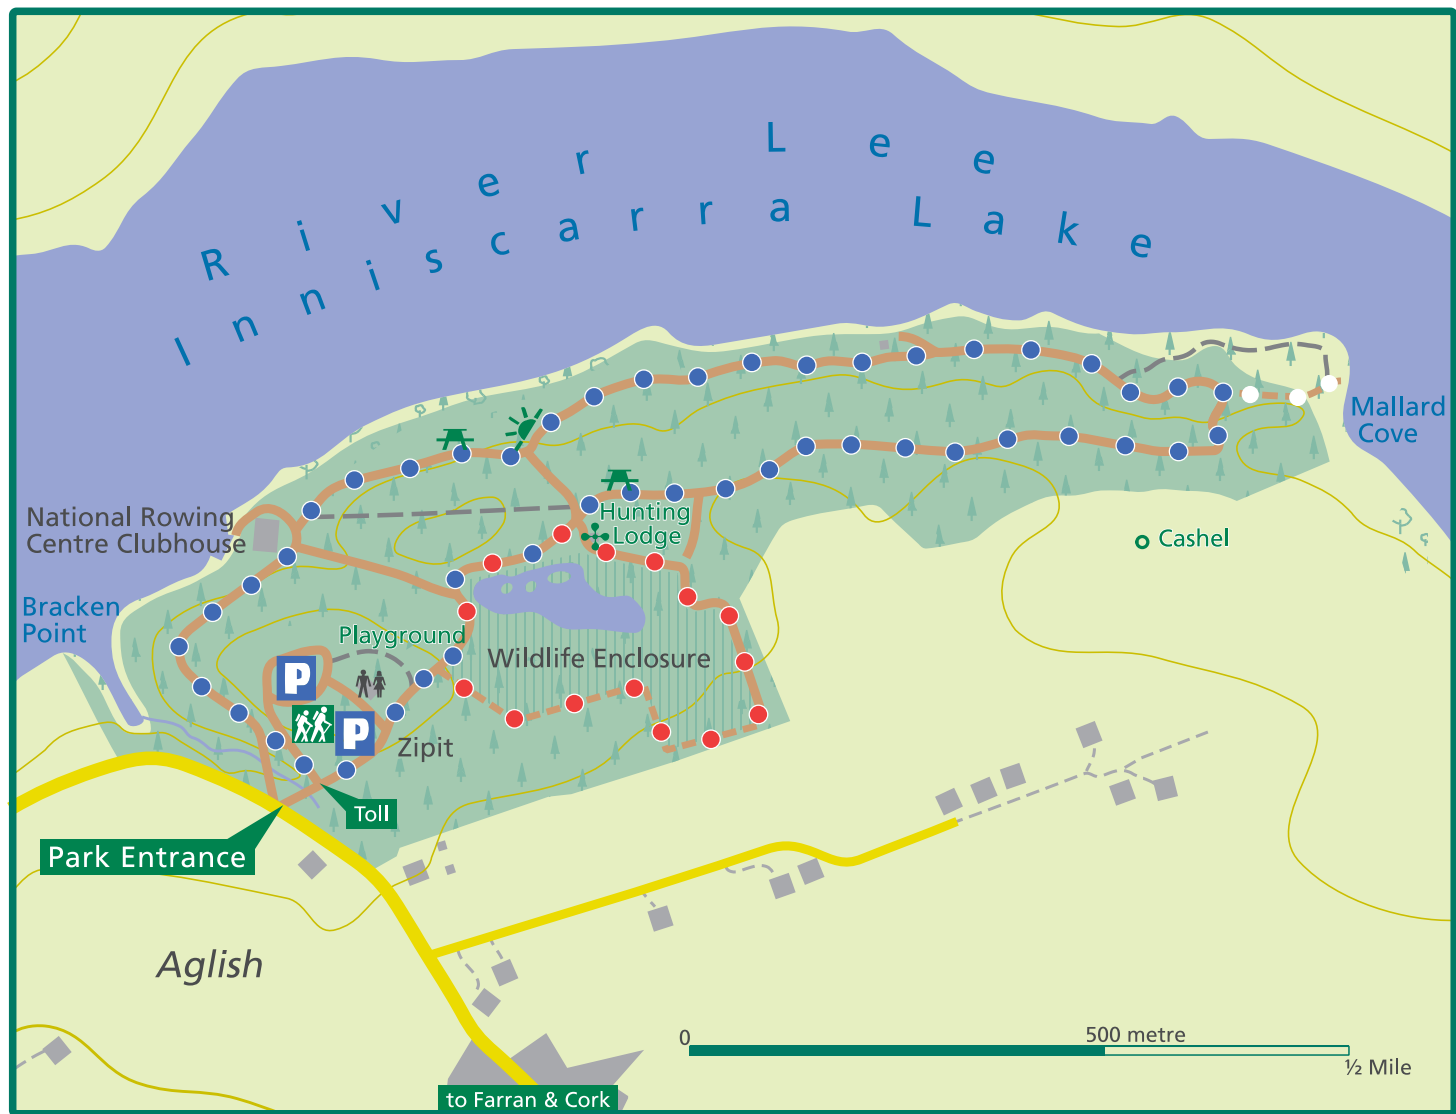 River Lee
Inniscarra Lake
Mallard
Cove
National Rowing
Centre Clubhouse
Hunting
Lodge
Cashel
Bracken
Point
Playground
Wildlife Enclosure
P
P
Zipit
Toll
Park Entrance
Aglish
0
500 metre
½ Mile
to Farran & Cork